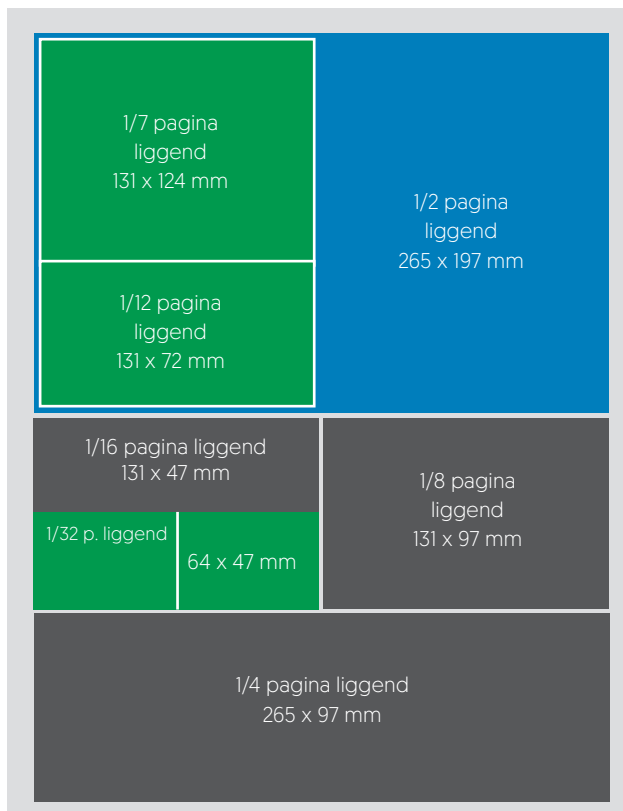 1/7 pagina
liggend
131 x 124 mm
1/2 pagina
liggend
265 x 197 mm
1/12 pagina
liggend
131 x 72 mm
1/16 pagina liggend
131 x 47 mm
1/8 pagina
liggend
131 x 97 mm
1/32 p. liggend
64 x 47 mm
1/4 pagina liggend
265 x 97 mm